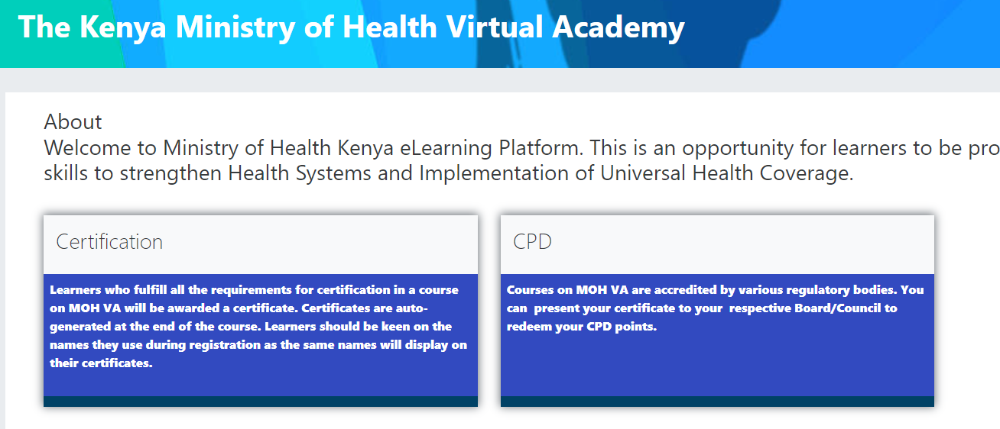 The Kenya Ministry of Health Virtual Academy
About
Welcome to Ministry of Health Kenya eLearning Platform. This is an opportunity for learners to be pro
skills to strengthen Health Systems and Implementation of Universal Health Coverage.
Certification
Learners who fulfill all the requirements for certification in a course
on MOH VA will be awarded a certificate. Certificates are auto-
generated at the end of the course. Learners should be keen on the
names they use during registration as the same names will display on
their certificates.
CPD
Courses on MOH VA are accredited by various regulatory bodies. You
can  present your certificate to your  respective Board/Council to
redeem your CPD points.